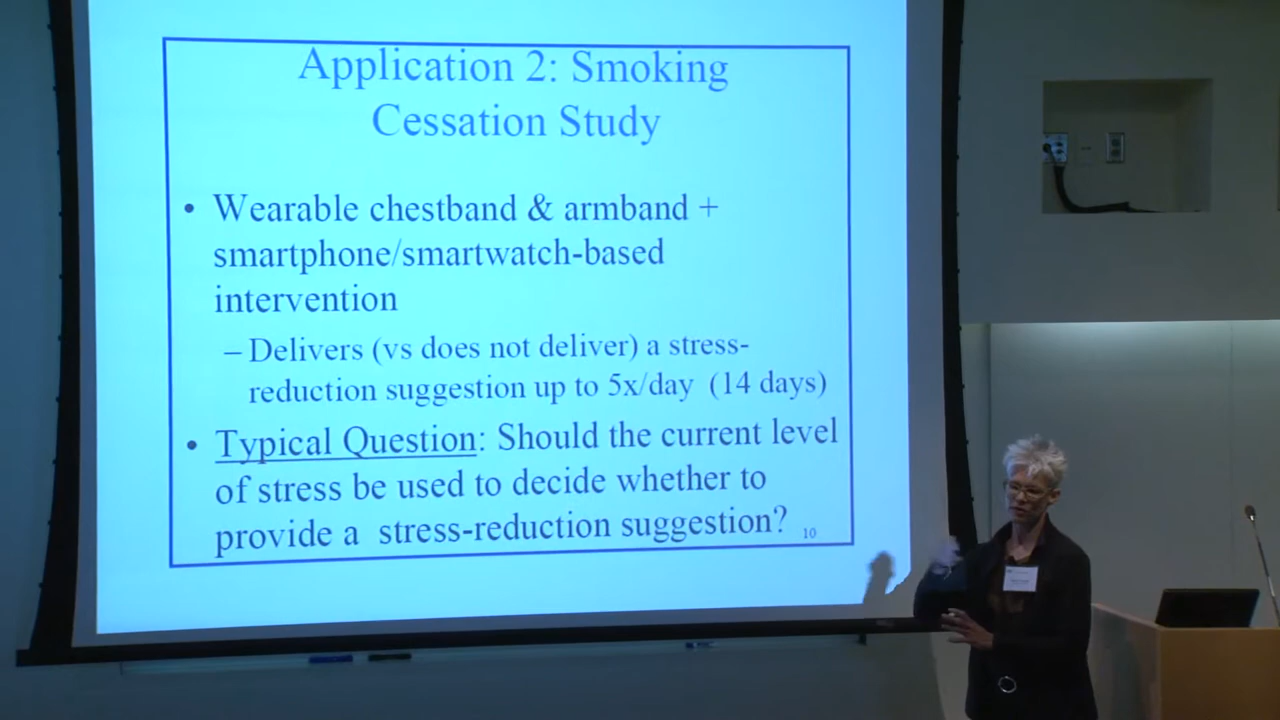 Application 2: Smoking
Cessation Study
• Wearable chestband & armband +
smartphone/smartwatch-based
intervention
– Delivers (vs does not deliver) a stress-
reduction suggestion up to 5x/day (14 days)
• Typical Question: Should the current level
of stress be used to decide whether to
provide a stress-reduction suggestion?
10